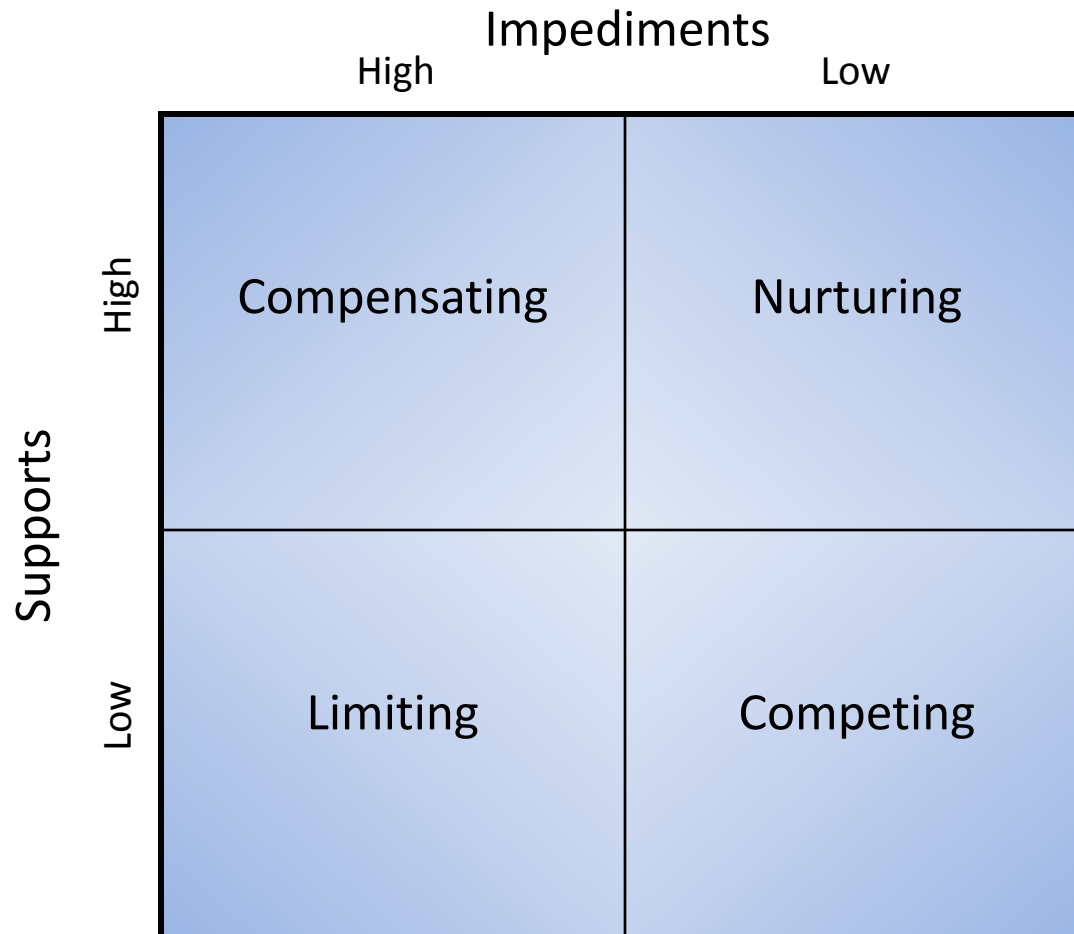 Impediments
High Low
High
Compensating Nurturing
Supports
Low
Limiting Competing